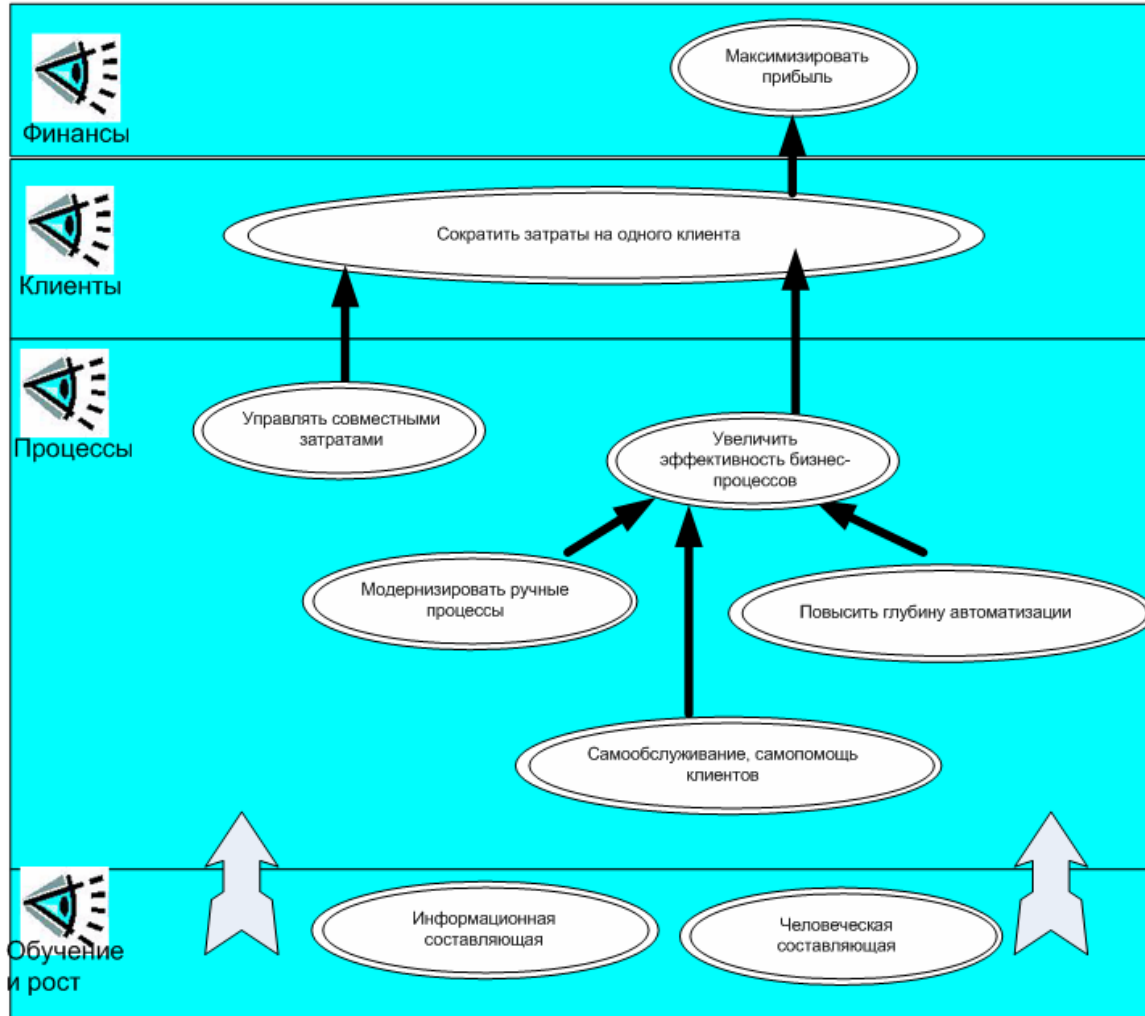 Максимизировать
прибыль
Финансы
Сократить затраты на одного клиента
Клиенты
Управлять совместными
затратами
Увеличить
эффективность бизнес-
процессов
Процессы
Модернизировать ручные
процессы
Повысить глубину автоматизации
Самообслуживание, самопомощь
клиентов
Информационная
составляющая
Человеческая
составляющая
Обучение
и рост